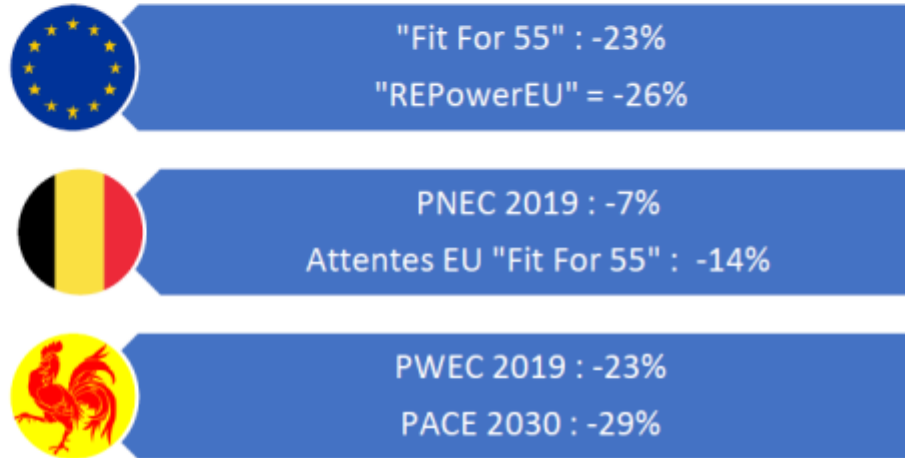 "Fit For 55" : -23%
"REPowerEU" = -26%
PNEC 2019 : -7%
Attentes EU "Fit For 55" : -14%
PWEC 2019 : -23%
PACE 2030 : -29%